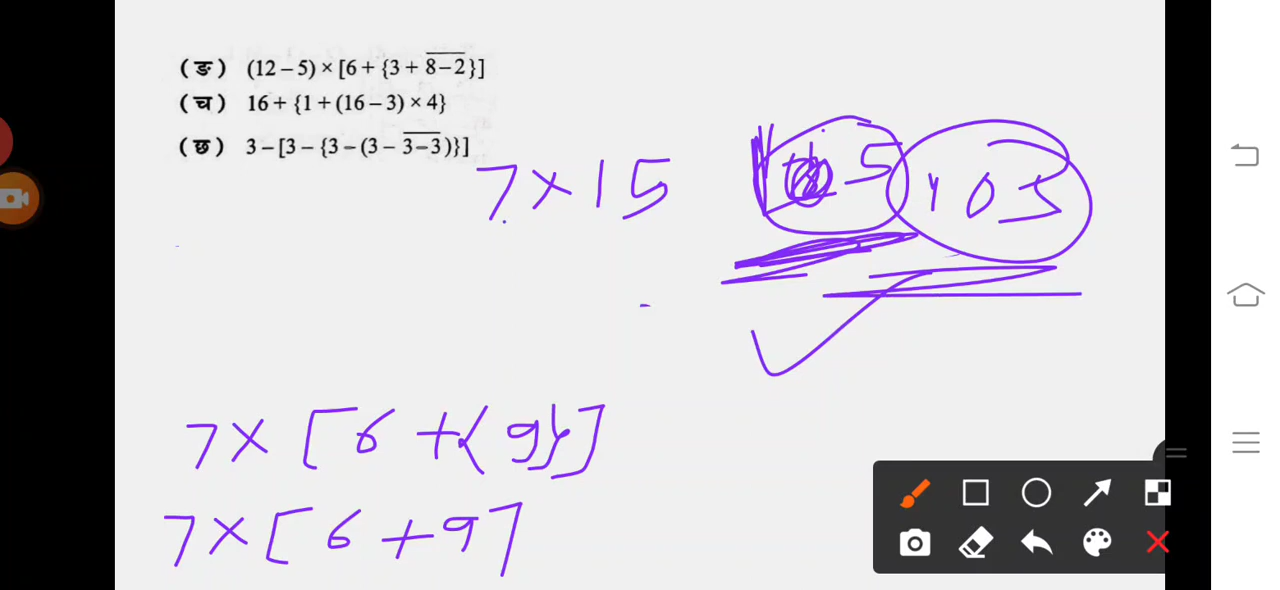 (ङ) (12 – 5) × [6 + {3 + 8̅ ̅–̅ ̅2̅}]
(च) 16 + {1 + (16 – 3) × 4}
(छ) 3 – [3 – {3 – (3 – 3̅ ̅–̅ ̅3̅)}]
7 × 15 5 105
7 × [6 + {9}]
7 × [6 + 9]